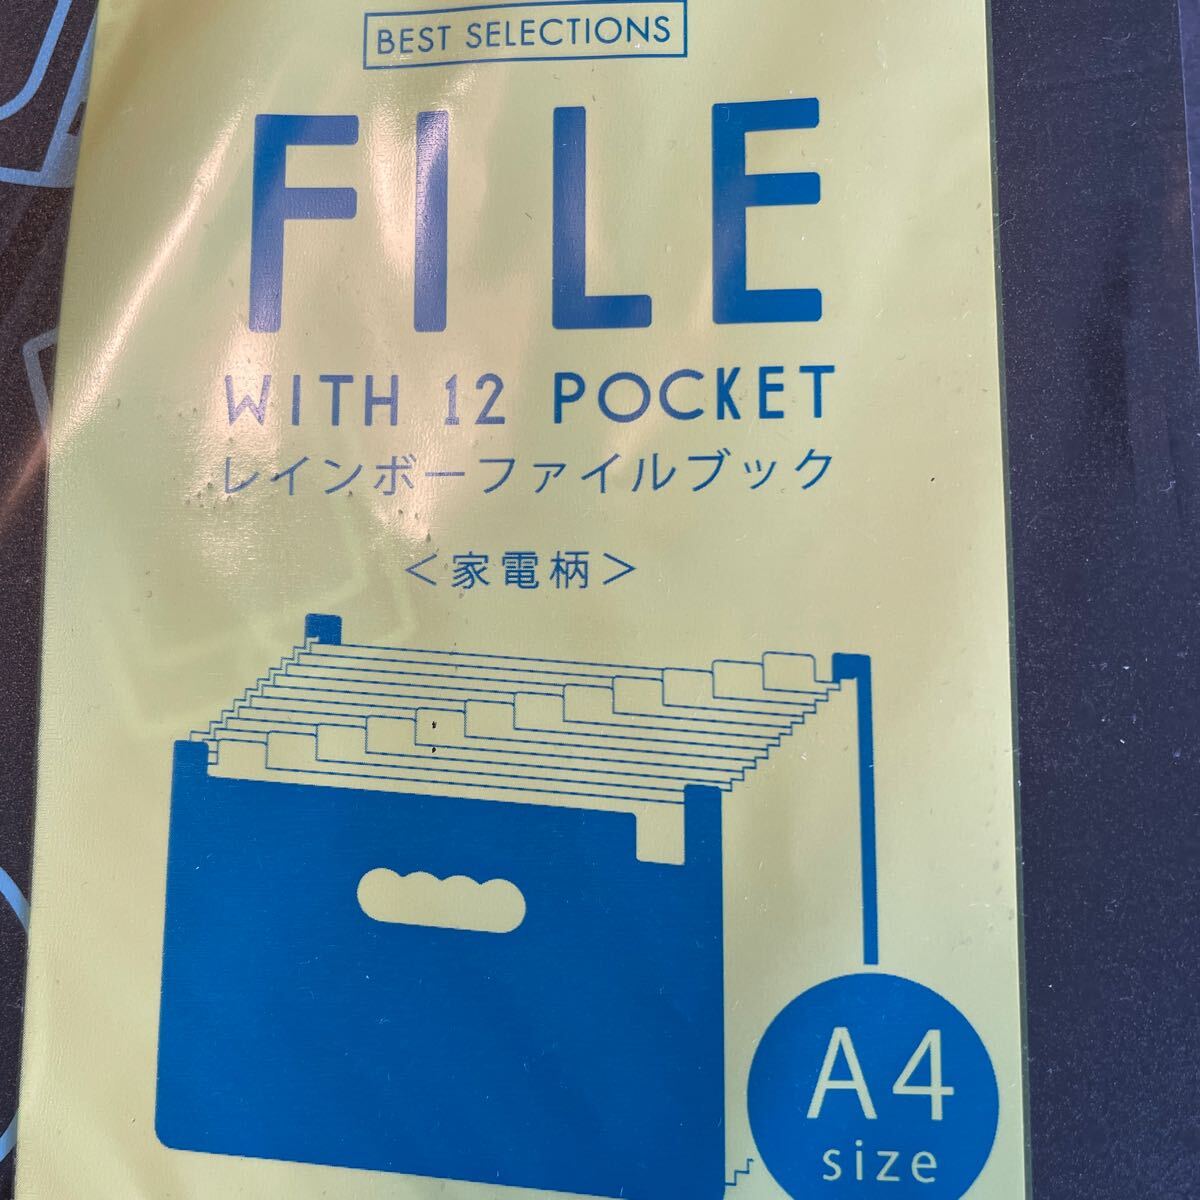 BEST SELECTIONS
FILE
WITH 12 POCKET
レインボーファイルブック
＜家電柄＞
A4
size